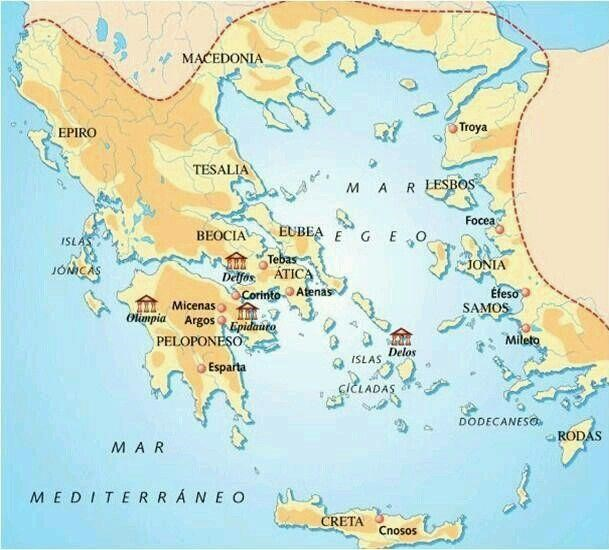 MACEDONIA
EPIRO
Troya
TESALIA
MAR
LESBOS
Focea
EUBEA
BEOCIA
EGEO
ISLAS
JÓNICAS
Tebas
JONIA
Delfos
ÁTICA
Corinto
Atenas
Éfeso
Micenas
Olimpia
SAMOS
Argos
Epidauro
PELOPONESO
Mileto
Delos
ISLAS
Esparta
CÍCLADAS
DODECANESO
RODAS
MAR
MEDITERRÁNEO
CRETA
Cnosos